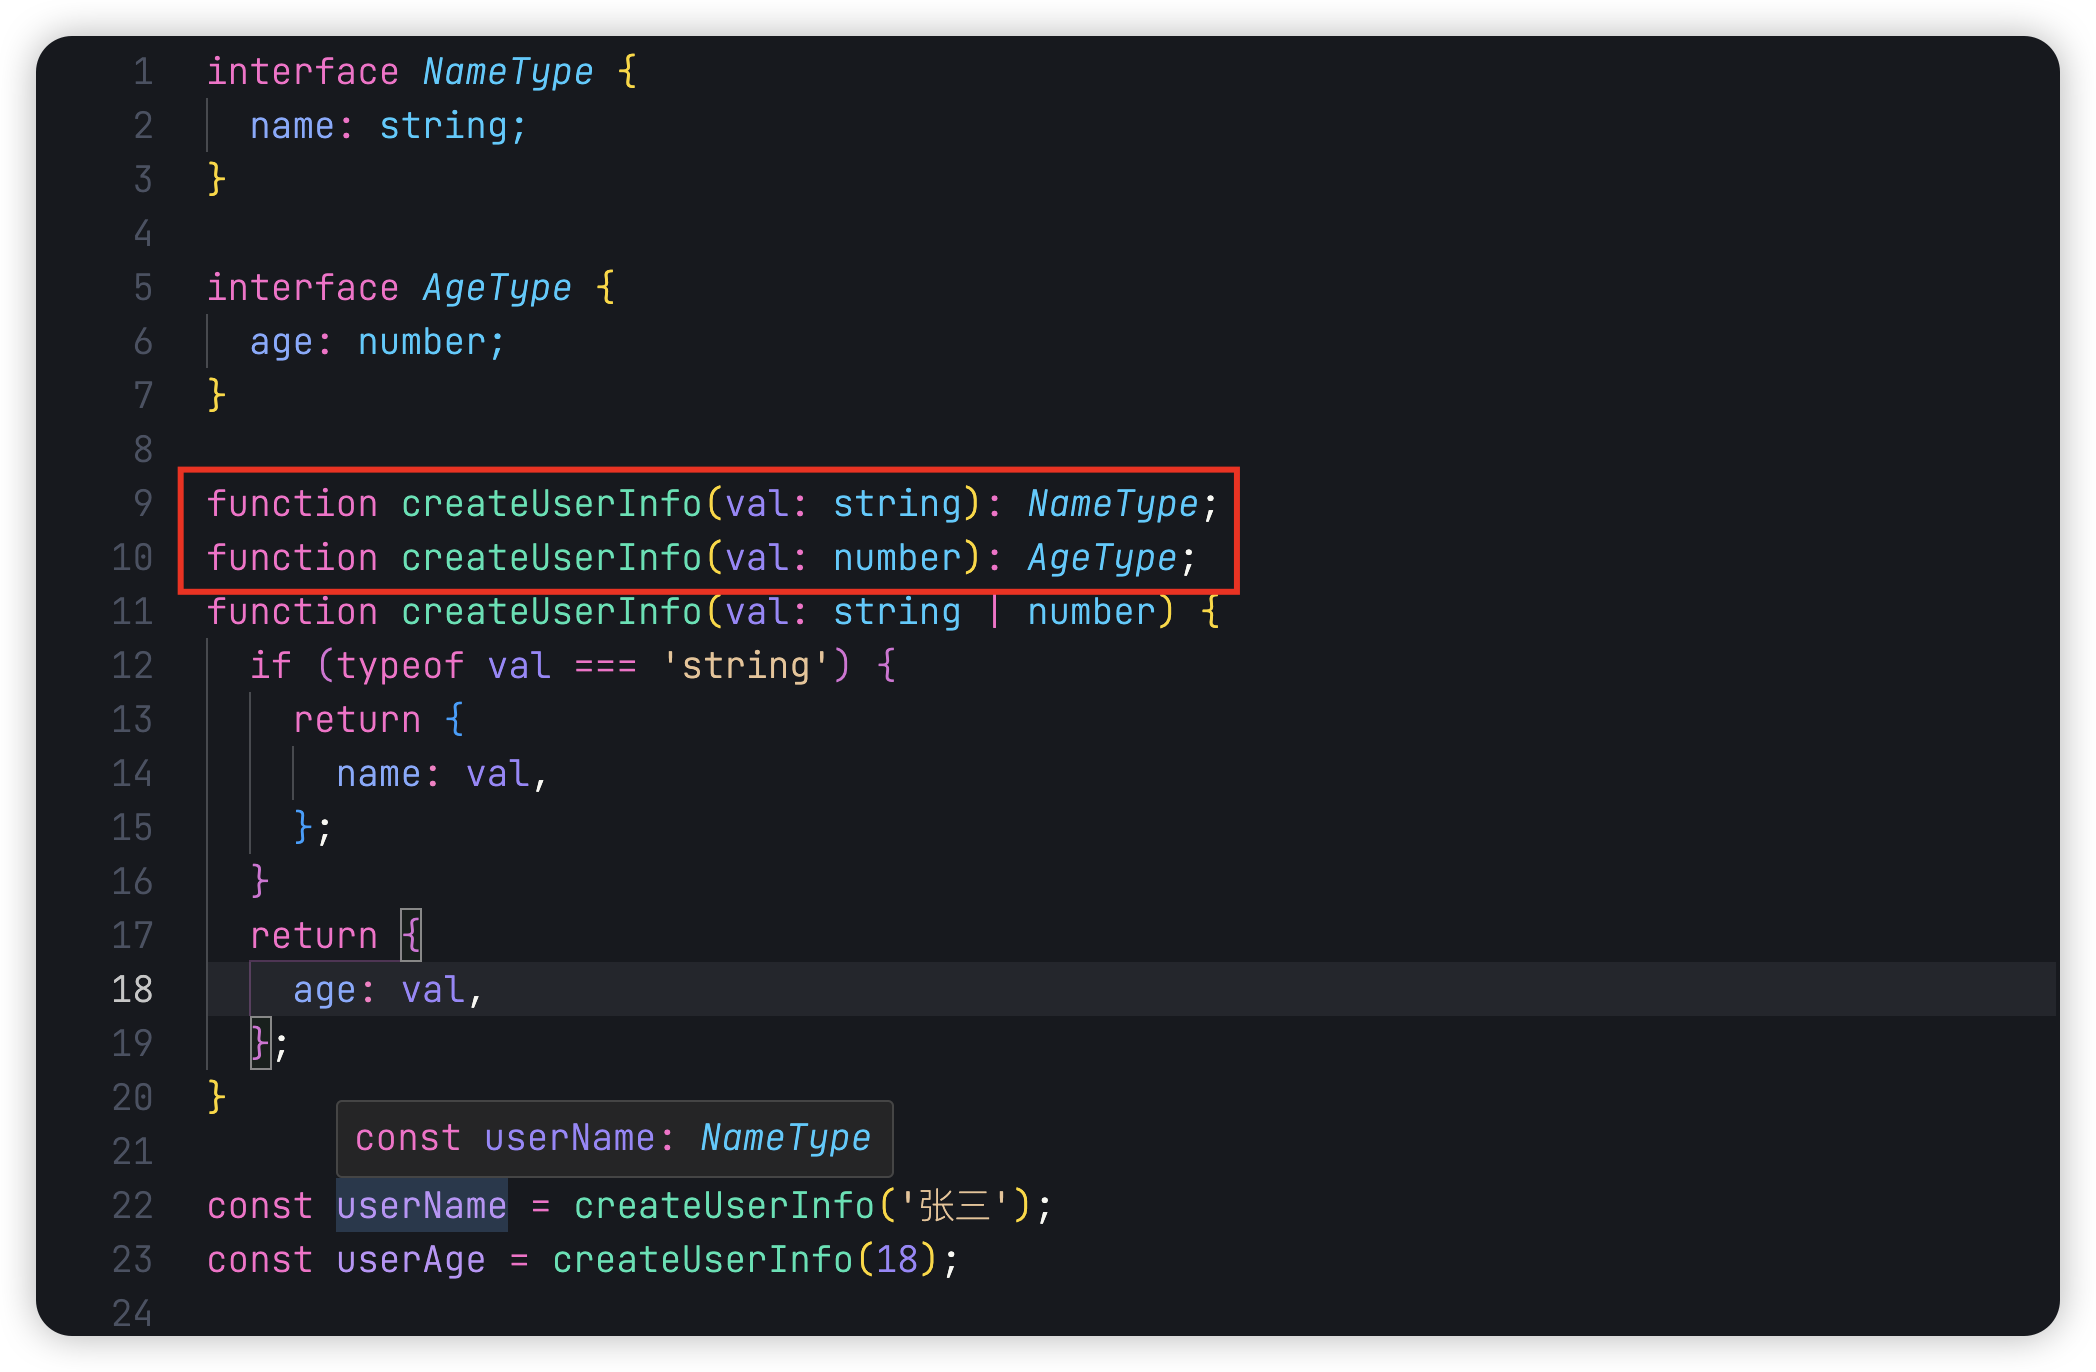 1 interface NameType {
2 name: string;
3 }
4
5 interface AgeType {
6 age: number;
7 }
8
9 function createUserInfo(val: string): NameType;
10 function createUserInfo(val: number): AgeType;
11 function createUserInfo(val: string | number) {
12 if (typeof val === 'string') {
13 return {
14 name: val,
15 };
16 }
17 return {
18 age: val,
19 };
20 }
const userName: NameType
21
22 const userName = createUserInfo('张三');
23 const userAge = createUserInfo(18);
24